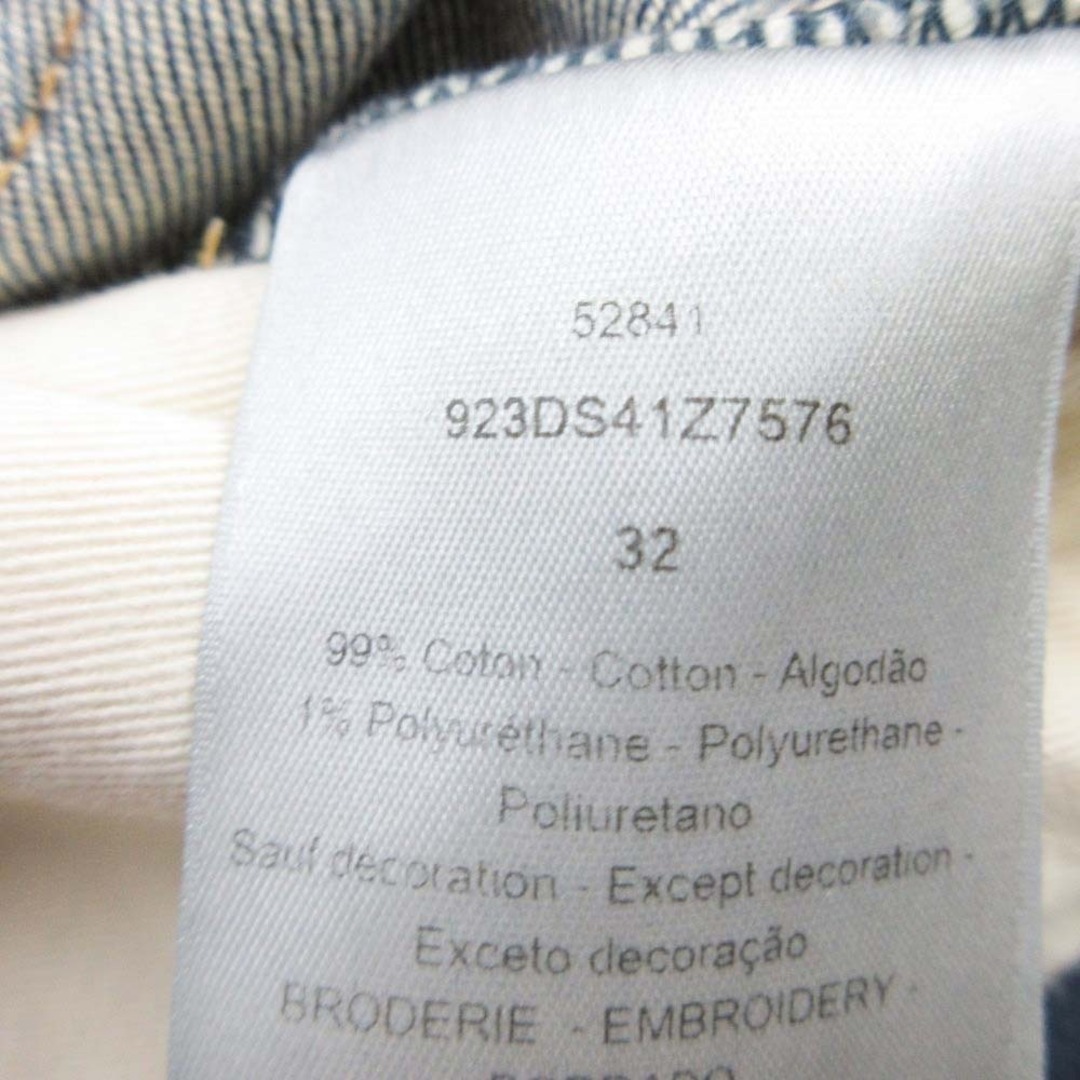 52841
923DS41Z7576
32
99% Coton - Cotton - Algodão
1% Polyuréthane - Polyurethane -
Poliuretano
Sauf décoration - Except decoration -
Exceto decoração
BRODERIE - EMBROIDERY -